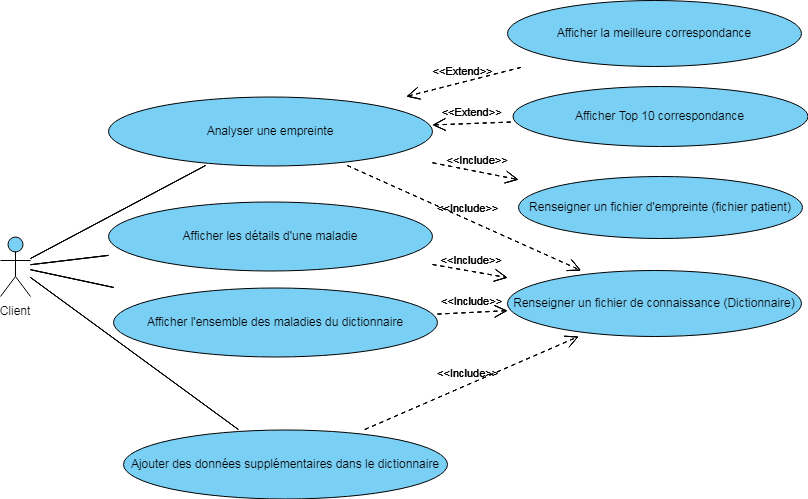 Afficher la meilleure correspondance
<<Extend>>
<<Extend>>
Afficher Top 10 correspondance
Analyser une empreinte
<<Include>>
Renseigner un fichier d'empreinte (fichier patient)
<<Include>>
Afficher les détails d'une maladie
<<Include>>
Renseigner un fichier de connaissance (Dictionnaire)
<<Include>>
Client
Afficher l'ensemble des maladies du dictionnaire
<<Include>>
Ajouter des données supplémentaires dans le dictionnaire